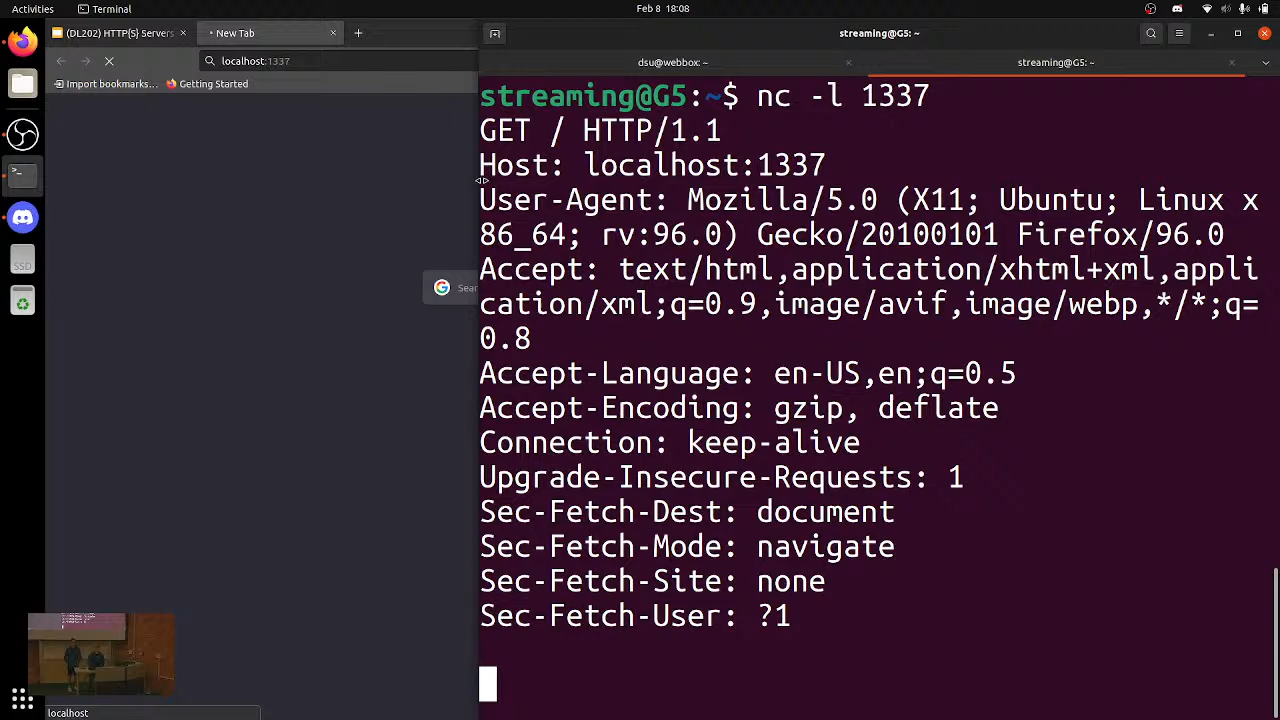 Activities
Terminal
Feb 8 18:08
(DL202) HTTP(S) Servers
New Tab
streaming@G5: ~
localhost:1337
dsu@webbox: ~
streaming@G5: ~
Import bookmarks...
Getting Started
streaming@G5:~$ nc -l 1337
GET / HTTP/1.1
Host: localhost:1337
User-Agent: Mozilla/5.0 (X11; Ubuntu; Linux x
86_64; rv:96.0) Gecko/20100101 Firefox/96.0
Accept: text/html,application/xhtml+xml,appli
cation/xml;q=0.9,image/avif,image/webp,*/*;q=
0.8
Accept-Language: en-US,en;q=0.5
Accept-Encoding: gzip, deflate
Connection: keep-alive
Upgrade-Insecure-Requests: 1
Sec-Fetch-Dest: document
Sec-Fetch-Mode: navigate
Sec-Fetch-Site: none
Sec-Fetch-User: ?1
Sear
SSD
localhost